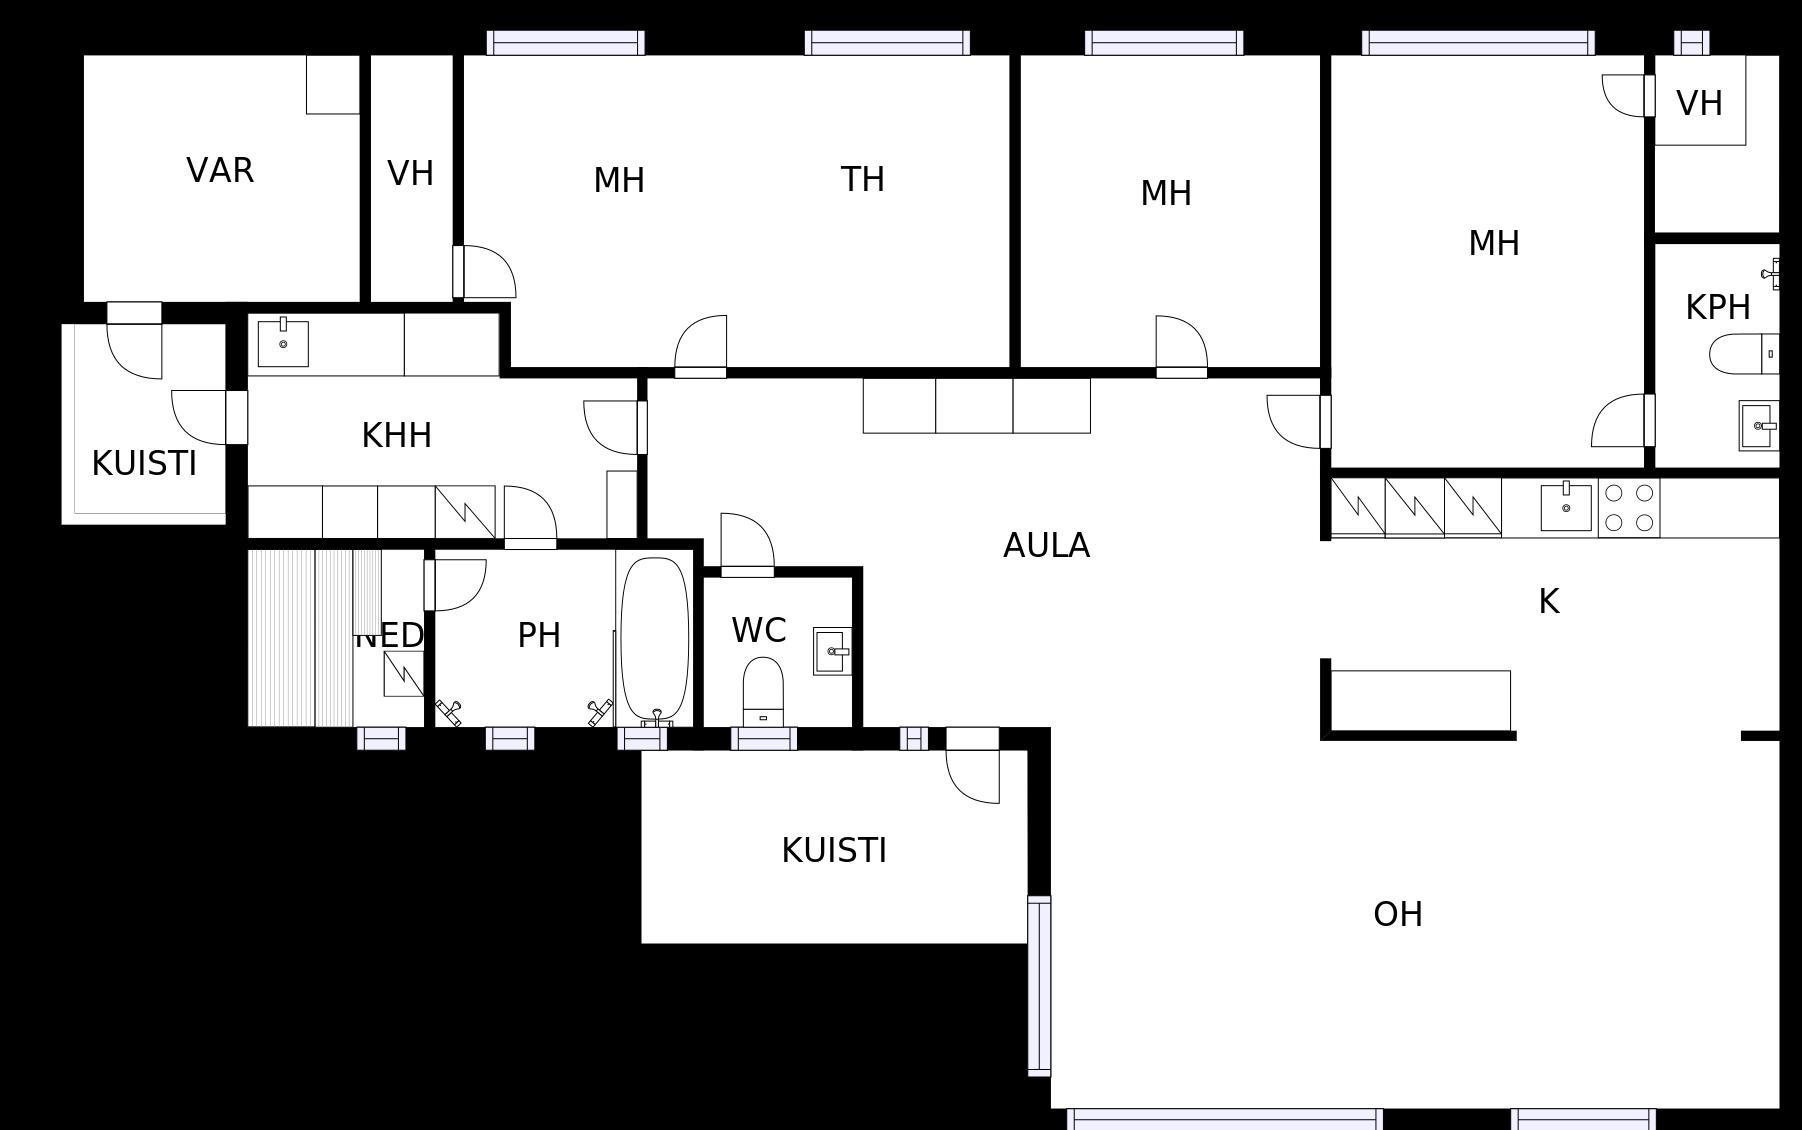 VAR
VH
MH
TH
MH
MH
VH
KPH
KUISTI
KHH
AULA
K
NED
PH
WC
KUISTI
OH